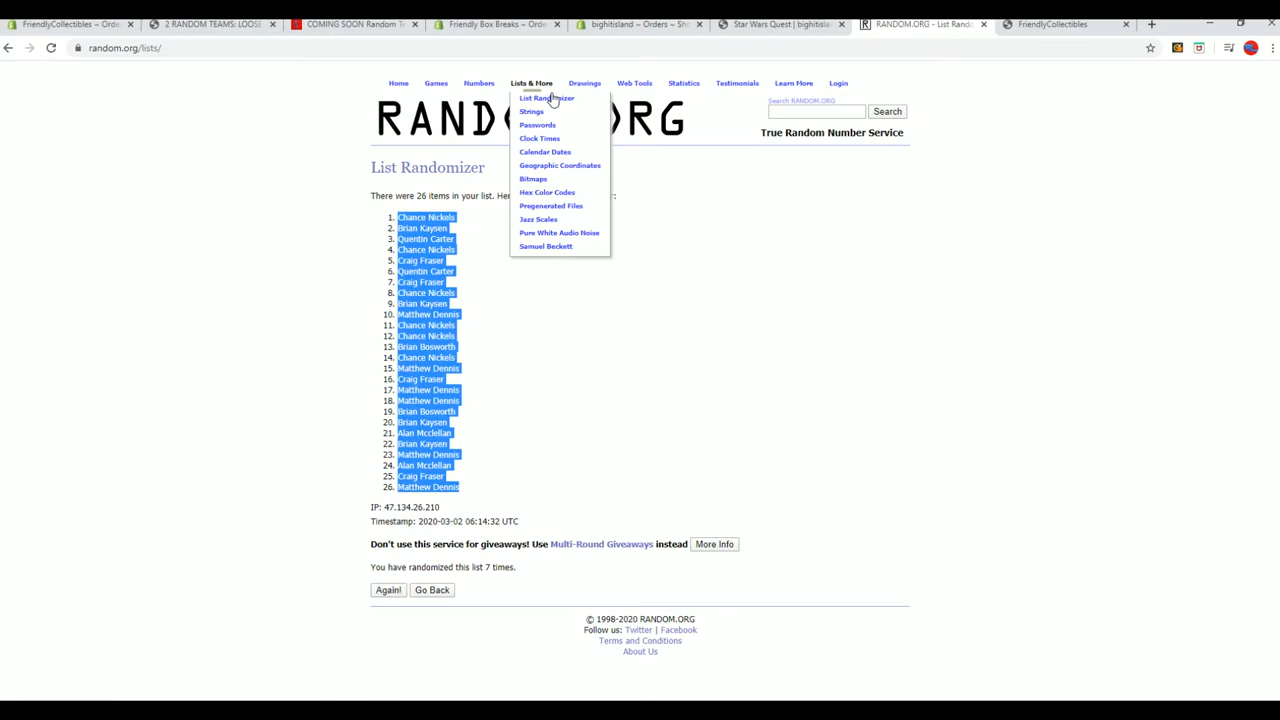 FriendlyCollectibles ~ Orde
2 RANDOM TEAMS: LOOSE
COMING SOON Random T
Friendly Box Breaks ~ Orde
bighitisland ~ Orders ~ Sh
Star Wars Quest | bighitisla
RANDOM.ORG - List Rando
FriendlyCollectibles
random.org/lists/
Home Games Numbers Lists & More Drawings Web Tools Statistics Testimonials Learn More Login
List Randomizer
Strings
Passwords
Clock Times
Calendar Dates
Geographic Coordinates
Bitmaps
Hex Color Codes
Pregenerated Files
Jazz Scales
Pure White Audio Noise
Samuel Beckett
RAND RG
Search RANDOM.ORG
Search
True Random Number Service
List Randomizer
There were 26 items in your list. Her :
1. Chance Nickels
2. Brian Kaysen
3. Quentin Carter
4. Chance Nickels
5. Craig Fraser
6. Quentin Carter
7. Craig Fraser
8. Chance Nickels
9. Brian Kaysen
10. Matthew Dennis
11. Chance Nickels
12. Chance Nickels
13. Brian Bosworth
14. Chance Nickels
15. Matthew Dennis
16. Craig Fraser
17. Matthew Dennis
18. Matthew Dennis
19. Brian Bosworth
20. Brian Kaysen
21. Alan Mcclellan
22. Brian Kaysen
23. Matthew Dennis
24. Alan Mcclellan
25. Craig Fraser
26. Matthew Dennis
IP: 47.134.26.210
Timestamp: 2020-03-02 06:14:32 UTC
Don't use this service for giveaways! Use Multi-Round Giveaways instead More Info
You have randomized this list 7 times.
Again! Go Back
© 1998-2020 RANDOM.ORG
Follow us: Twitter | Facebook
Terms and Conditions
About Us